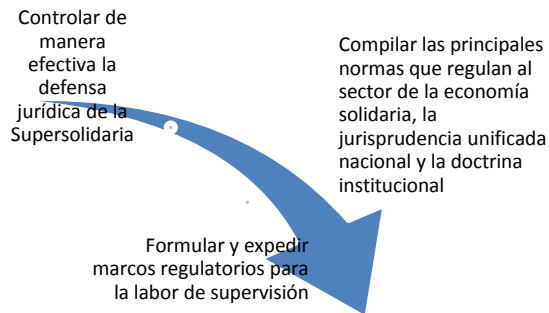 Controlar de
manera
efectiva la
defensa
jurídica de la
Supersolidaria
Compilar las principales
normas que regulan al
sector de la economía
solidaria, la
jurisprudencia unificada
nacional y la doctrina
institucional
Formular y expedir
marcos regulatorios para
la labor de supervisión